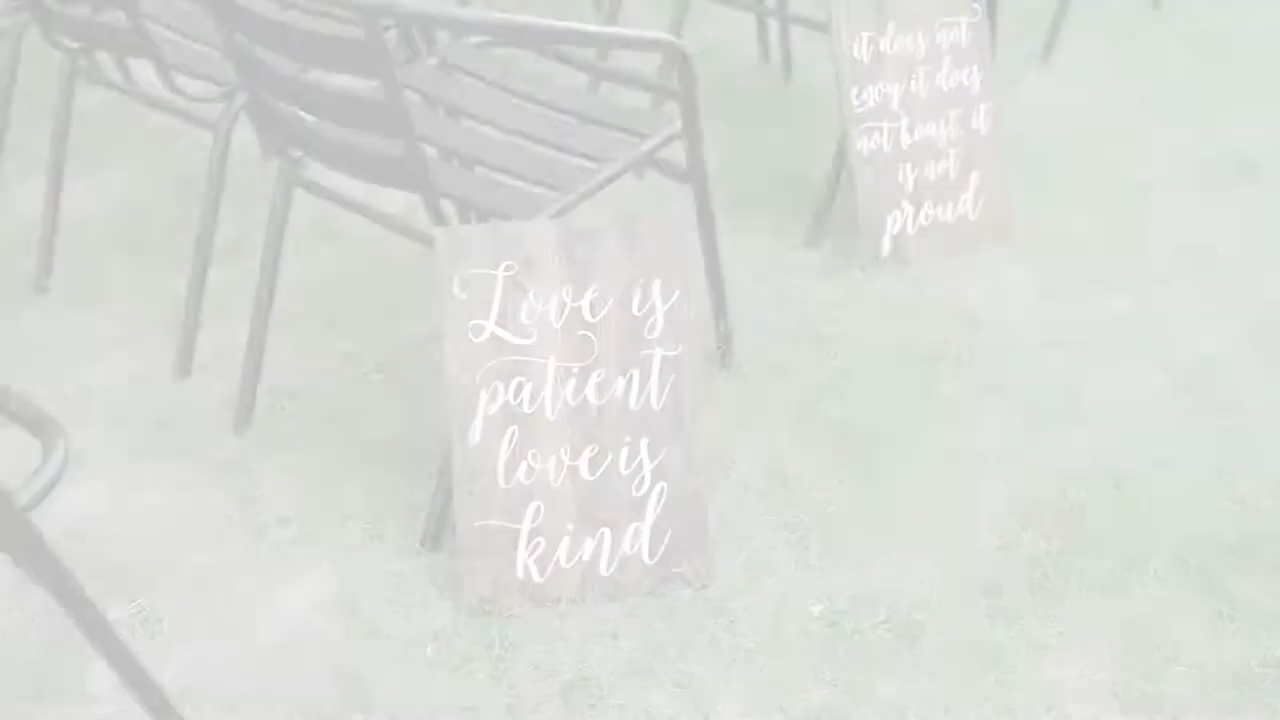 Love is
patient
love is
kind
it does not
envy it does
not boast, it
is not
proud